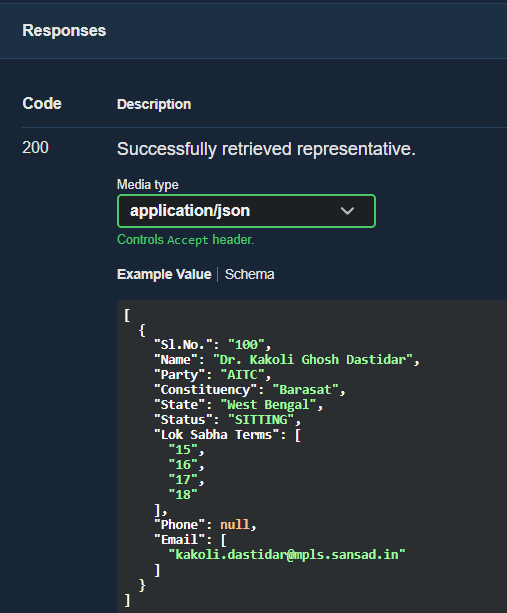 Responses
Code Description
200 Successfully retrieved representative.
Media type
application/json
Controls Accept header.
Example Value | Schema
[
  {
    "Sl.No.": "100",
    "Name": "Dr. Kakoli Ghosh Dastidar",
    "Party": "AITC",
    "Constituency": "Barasat",
    "State": "West Bengal",
    "Status": "SITTING",
    "Lok Sabha Terms": [
      "15",
      "16",
      "17",
      "18"
    ],
    "Phone": null,
    "Email": [
      "kakoli.dastidar@mpls.sansad.in"
    ]
  }
]